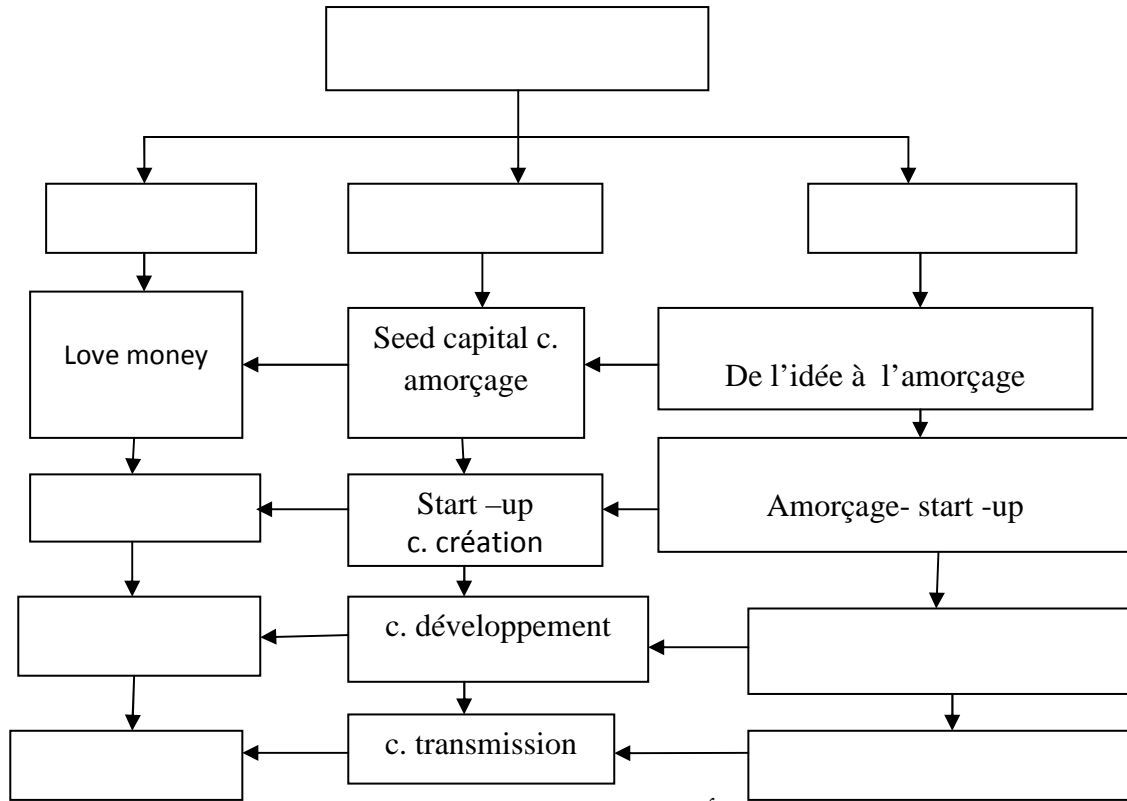 Love money
Seed capital c.
amorçage
De l’idée à l’amorçage
Start –up
c. création
Amorçage- start -up
c. développement
c. transmission